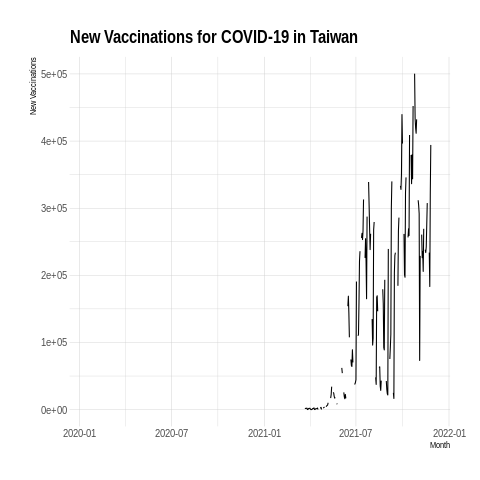 New Vaccinations for COVID-19 in Taiwan
New Vaccinations
5e+05
4e+05
3e+05
2e+05
1e+05
0e+00
2020-01 2020-07 2021-01 2021-07 2022-01
Month